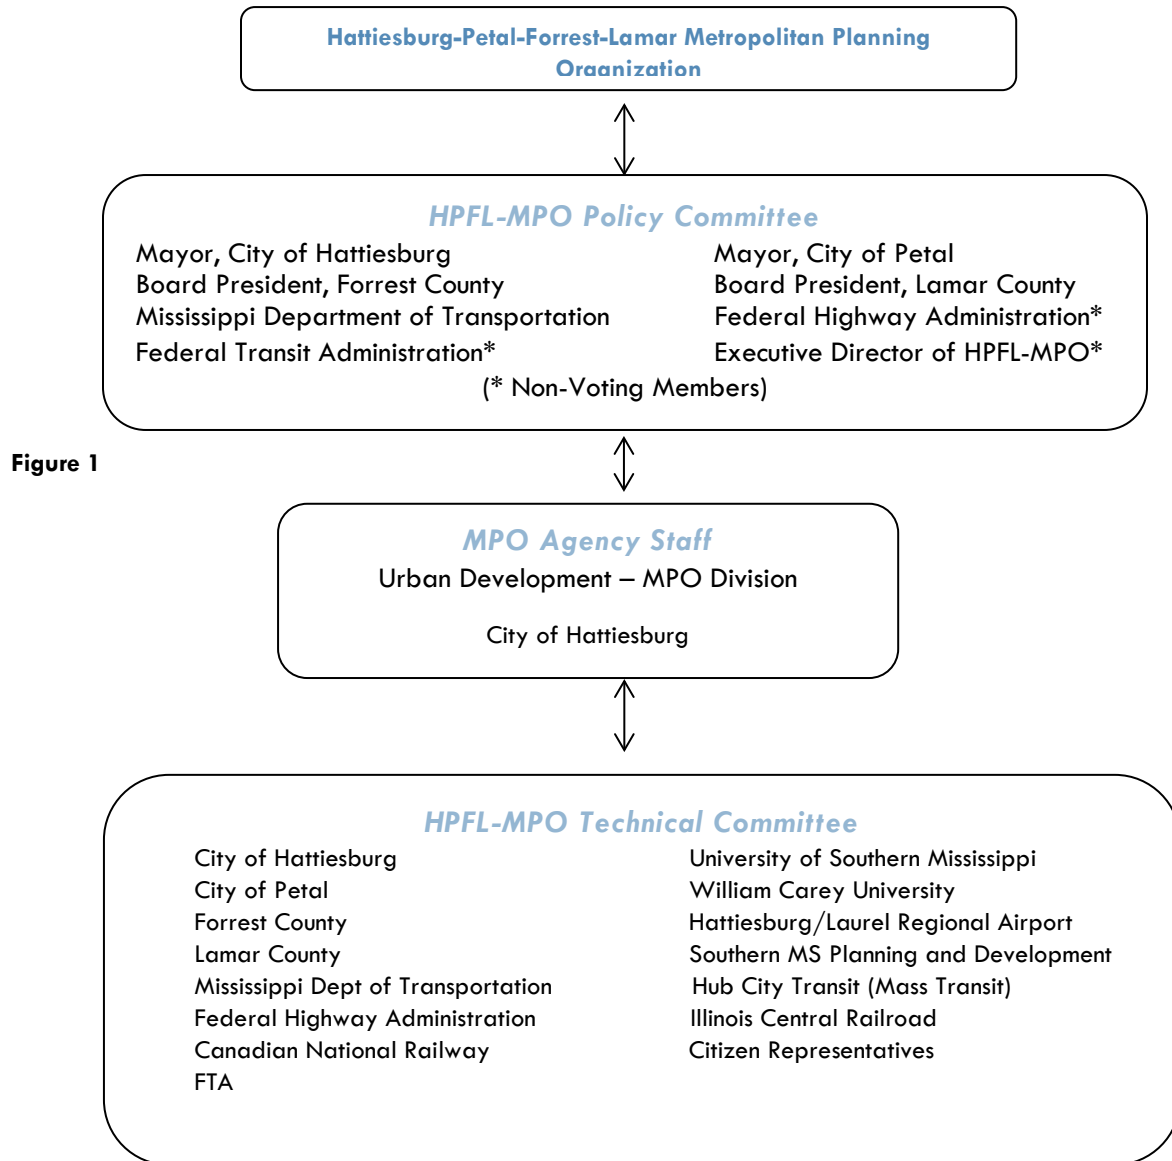 Hattiesburg-Petal-Forrest-Lamar Metropolitan Planning
Organization
HPFL-MPO Policy Committee
Mayor, City of Hattiesburg
Mayor, City of Petal
Board President, Forrest County
Board President, Lamar County
Mississippi Department of Transportation
Federal Highway Administration*
Federal Transit Administration*
Executive Director of HPFL-MPO*
(* Non-Voting Members)
Figure 1
MPO Agency Staff
Urban Development – MPO Division
City of Hattiesburg
HPFL-MPO Technical Committee
City of Hattiesburg
University of Southern Mississippi
City of Petal
William Carey University
Forrest County
Hattiesburg/Laurel Regional Airport
Lamar County
Southern MS Planning and Development
Mississippi Dept of Transportation
Hub City Transit (Mass Transit)
Federal Highway Administration
Illinois Central Railroad
Canadian National Railway
Citizen Representatives
FTA